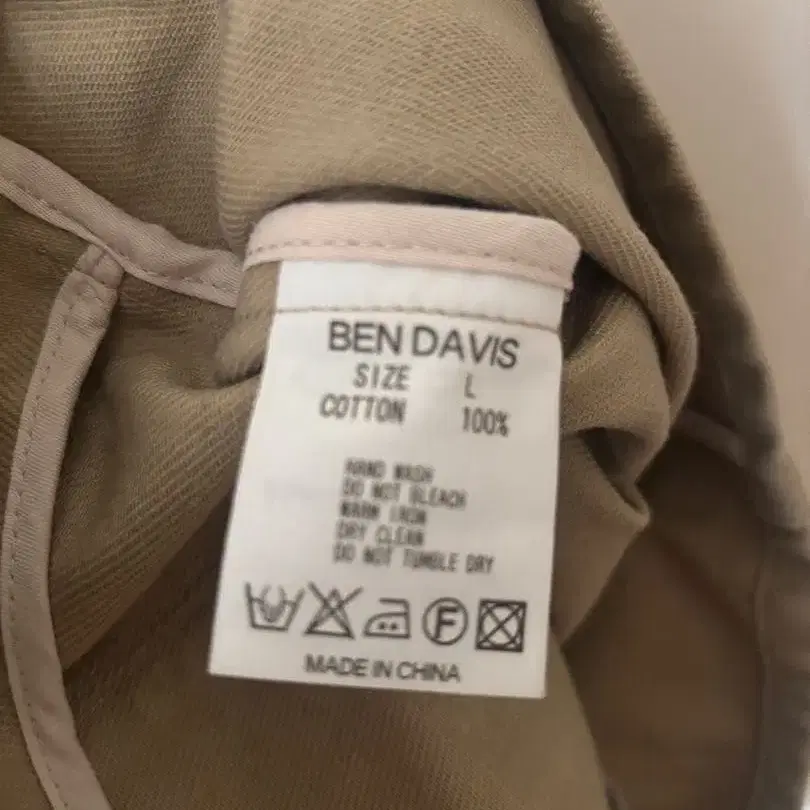 BEN DAVIS
SIZE L
COTTON 100%
HAND WASH
DO NOT BLEACH
WARM IRON
DRY CLEAN
DO NOT TUMBLE DRY
F
MADE IN CHINA